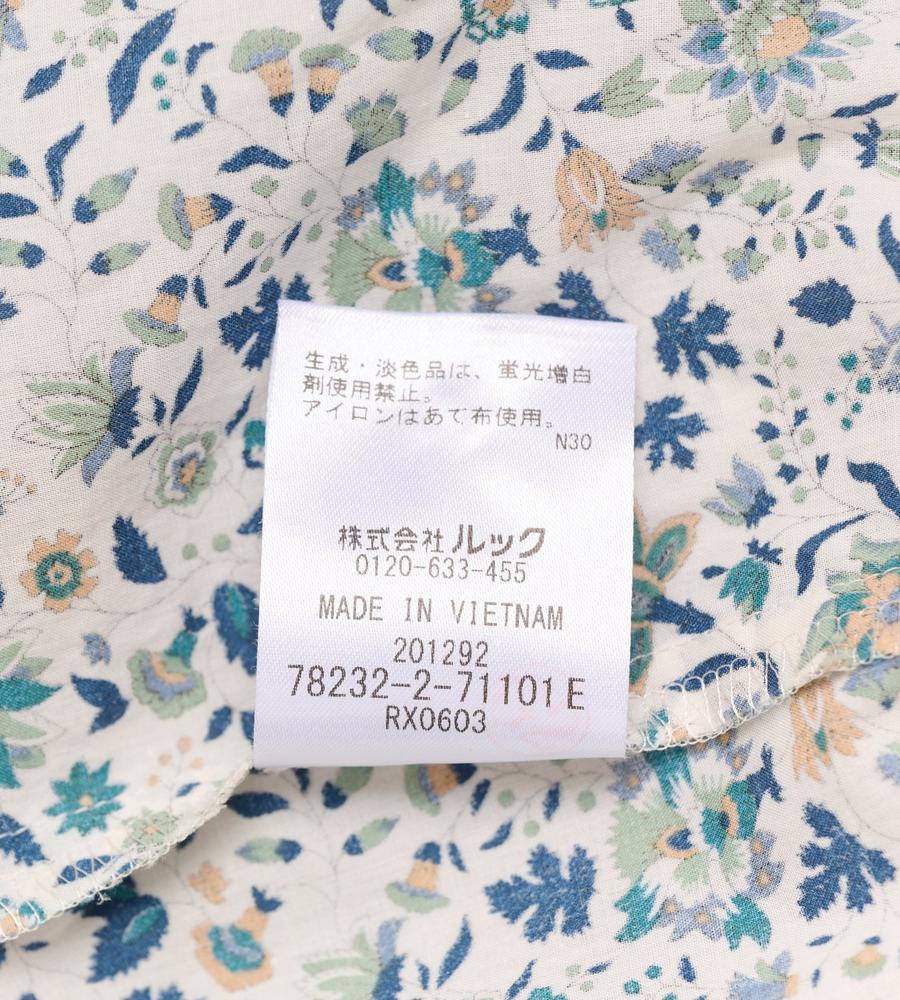 生成・淡色品は、蛍光増白
剤使用禁止。
アイロンはあて布使用。
N30
株式会社ルック
0120-633-455
MADE IN VIETNAM
201292
78232-2-71101E
RX0603